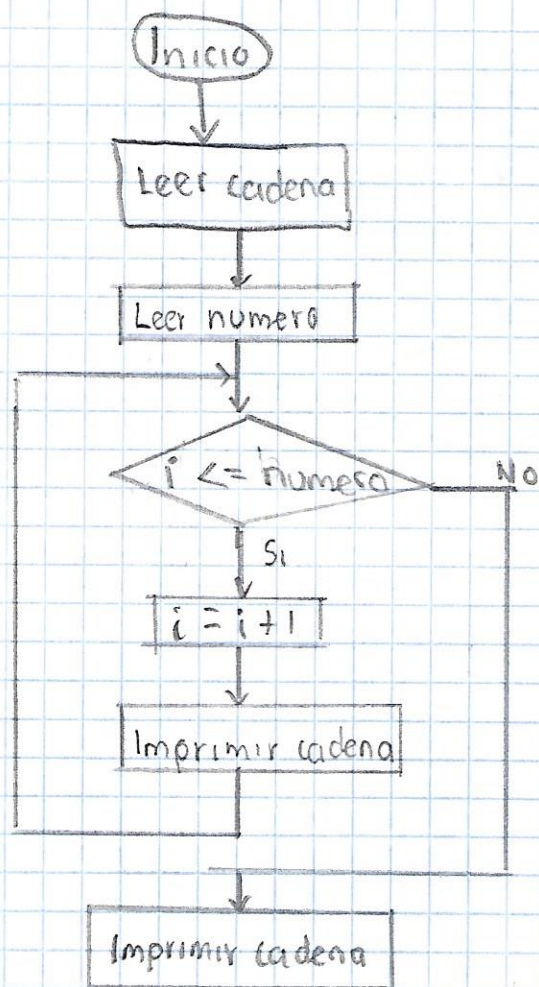 Inicio
Leer cadena
Leer numero
i <= numero
NO
Si
i = i + 1
Imprimir cadena
Imprimir cadena